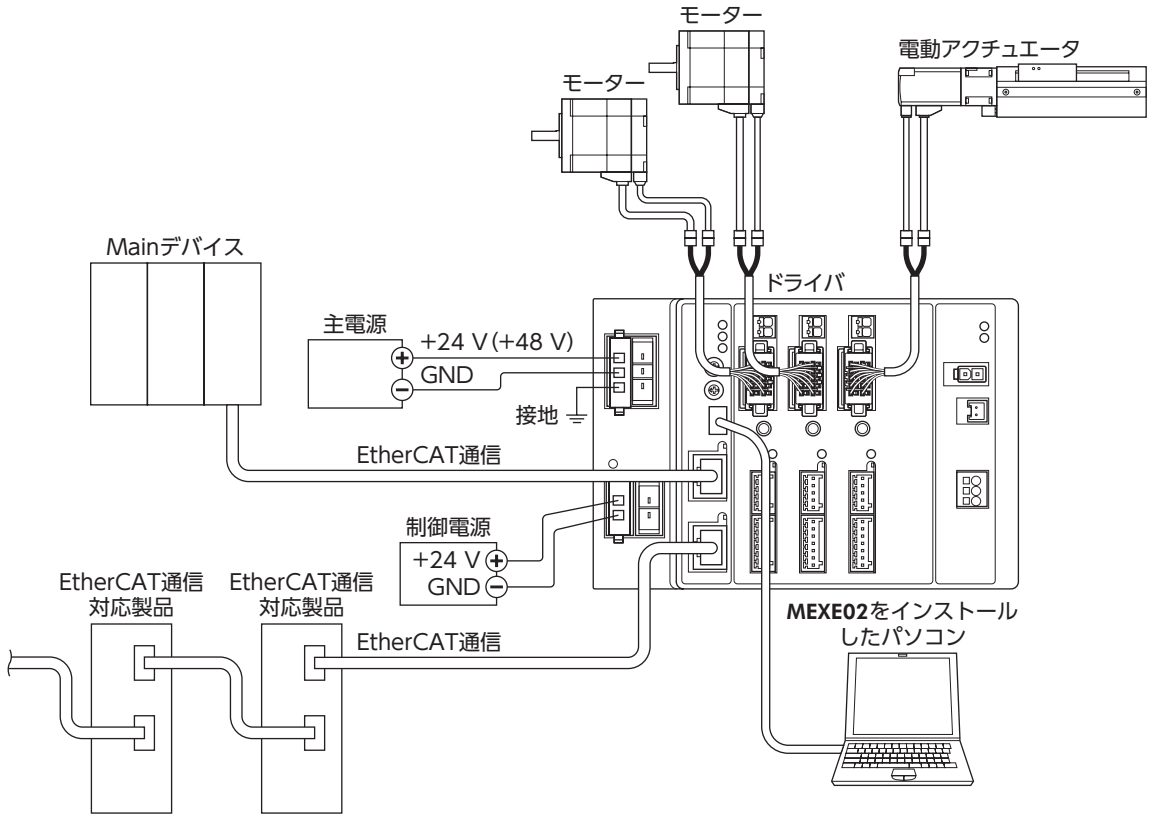 モーター
モーター
電動アクチュエータ
Mainデバイス
ドライバ
主電源
+24 V(+48 V)
GND
接地
EtherCAT通信
制御電源
+24 V
GND
EtherCAT通信
対応製品
EtherCAT通信
対応製品
EtherCAT通信
MEXE02をインストール
したパソコン